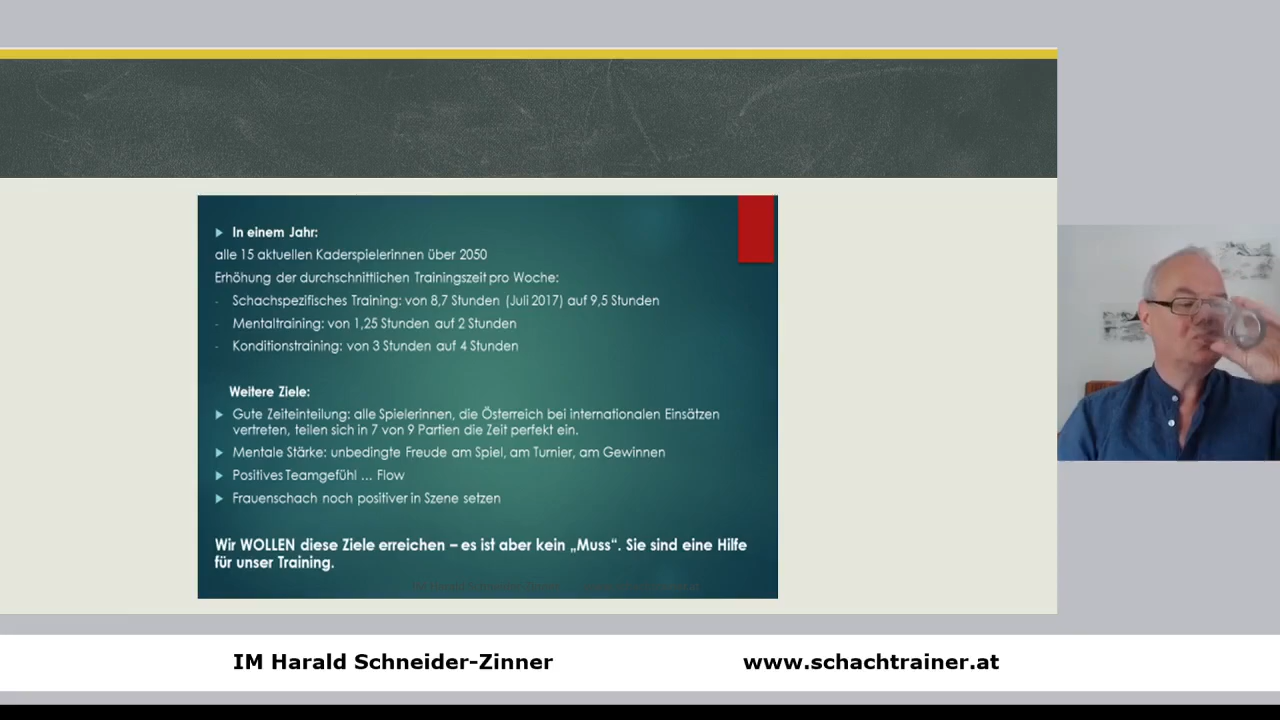 In einem Jahr:
alle 15 aktuellen Kaderspielerinnen über 2050
Erhöhung der durchschnittlichen Trainingszeit pro Woche:
- Schachspezifisches Training: von 8,7 Stunden (Juli 2017) auf 9,5 Stunden
- Mentaltraining: von 1,25 Stunden auf 2 Stunden
- Konditionstraining: von 3 Stunden auf 4 Stunden
Weitere Ziele:
Gute Zeiteinteilung: alle Spielerinnen, die Österreich bei internationalen Einsätzen
vertreten, teilen sich in 7 von 9 Partien die Zeit perfekt ein.
Mentale Stärke: unbedingte Freude am Spiel, am Turnier, am Gewinnen
Positives Teamgefühl ... Flow
Frauenschach noch positiver in Szene setzen
Wir WOLLEN diese Ziele erreichen – es ist aber kein „Muss“. Sie sind eine Hilfe
für unser Training.
IM Harald Schneider-Zinner
www.schachtrainer.at